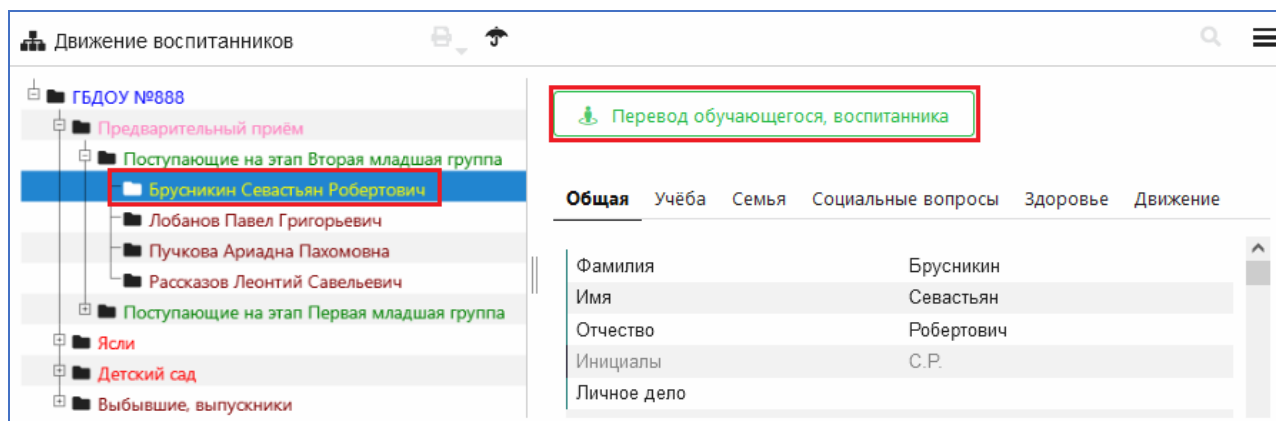 Движение воспитанников
ГБДОУ №888
Предварительный приём
Поступающие на этап Вторая младшая группа
Брусникин Севастьян Робертович
Лобанов Павел Григорьевич
Пучкова Ариадна Пахомовна
Рассказов Леонтий Савельевич
Поступающие на этап Первая младшая группа
Ясли
Детский сад
Выбывшие, выпускники
Перевод обучающегося, воспитанника
Общая Учёба Семья Социальные вопросы Здоровье Движение
Фамилия Брусникин
Имя Севастьян
Отчество Робертович
Инициалы С.Р.
Личное дело